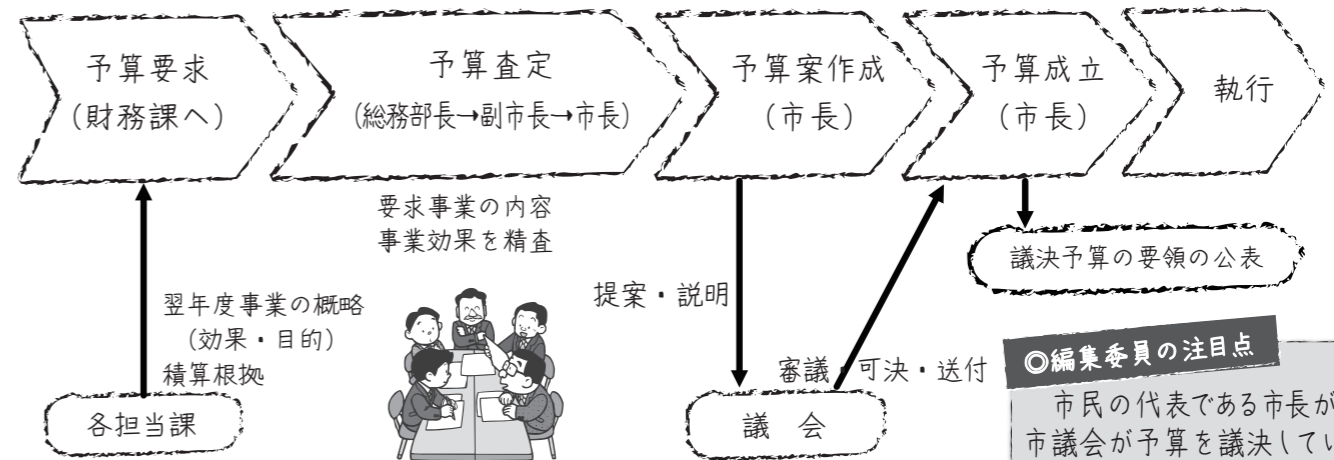 予算要求
(財務課へ)
予算査定
(総務部長→副市長→市長)
予算案作成
(市長)
予算成立
(市長)
執行
要求事業の内容
事業効果を精査
翌年度事業の概略
(効果・目的)
積算根拠
各担当課
提案・説明
審議・可決・送付
議 会
議決予算の要領の公表
◎編集委員の注目点
市民の代表である市長が
市議会が予算を議決してい